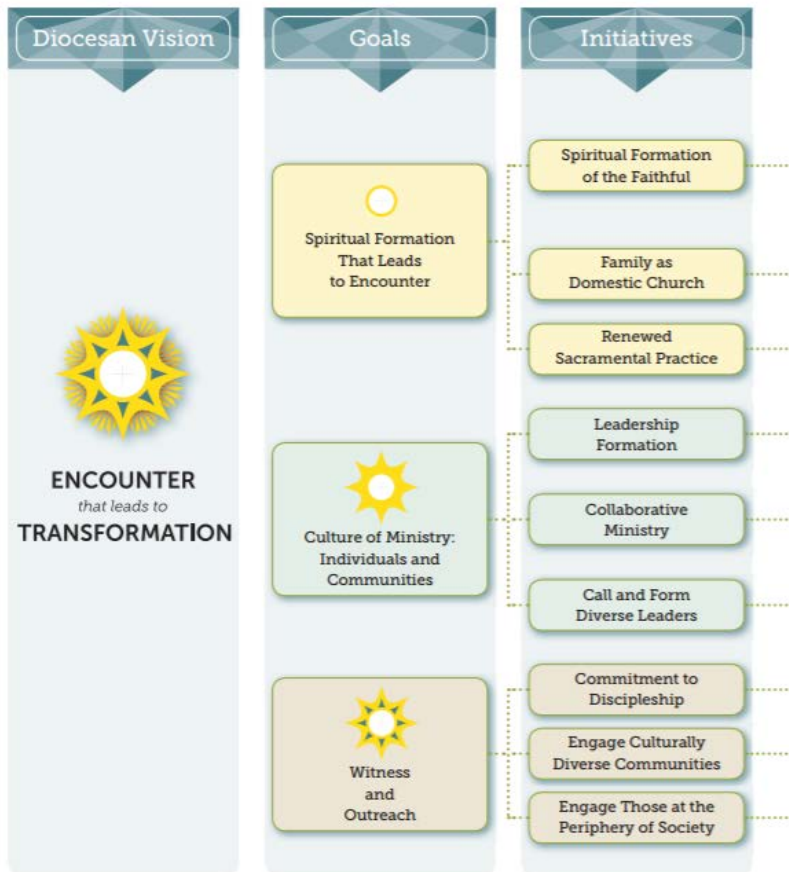 Diocesan Vision
ENCOUNTER
that leads to
TRANSFORMATION
Goals
Spiritual Formation
That Leads
to Encounter
Culture of Ministry:
Individuals and
Communities
Witness
and
Outreach
Initiatives
Spiritual Formation
of the Faithful
Family as
Domestic Church
Renewed
Sacramental Practice
Leadership
Formation
Collaborative
Ministry
Call and Form
Diverse Leaders
Commitment to
Discipleship
Engage Culturally
Diverse Communities
Engage Those at the
Periphery of Society